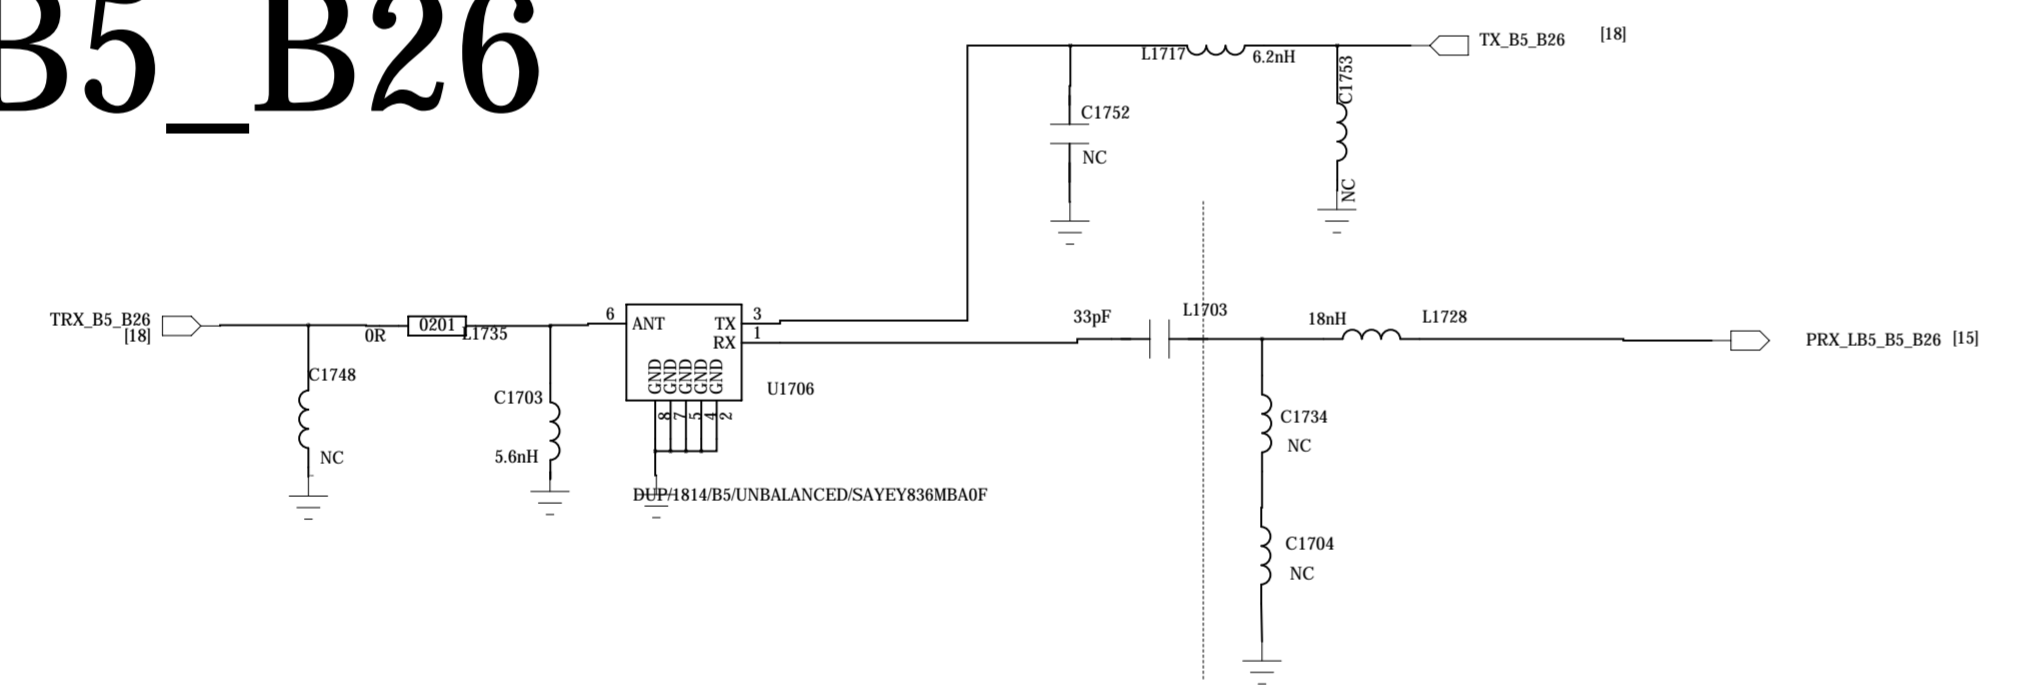 B5_B26
TX_B5_B26 [18]
L1717
6.2nH
C1753
NC
C1752
NC
TRX_B5_B26
[18]
0R
0201
L1735
C1748
NC
C1703
5.6nH
6
ANT
TX
RX
3
1
GND
GND
GND
GND
GND
8
7
5
4
2
U1706
DUP/1814/B5/UNBALANCED/SAYEY836MBA0F
33pF
L1703
18nH
L1728
PRX_LB5_B5_B26 [15]
C1734
NC
C1704
NC